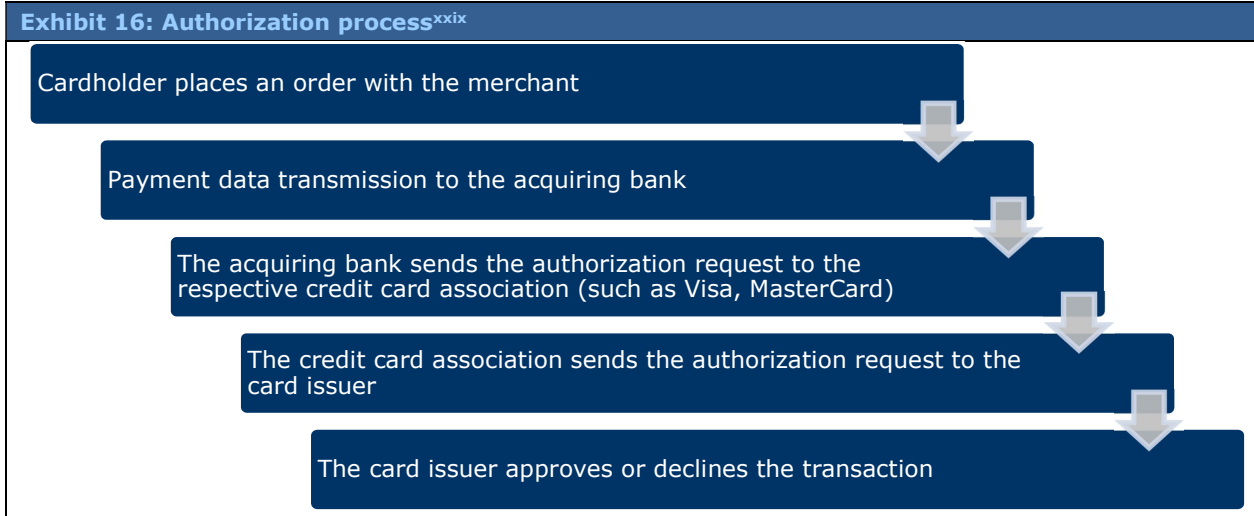 Exhibit 16: Authorization processxxix
Cardholder places an order with the merchant
Payment data transmission to the acquiring bank
The acquiring bank sends the authorization request to the
respective credit card association (such as Visa, MasterCard)
The credit card association sends the authorization request to the
card issuer
The card issuer approves or declines the transaction